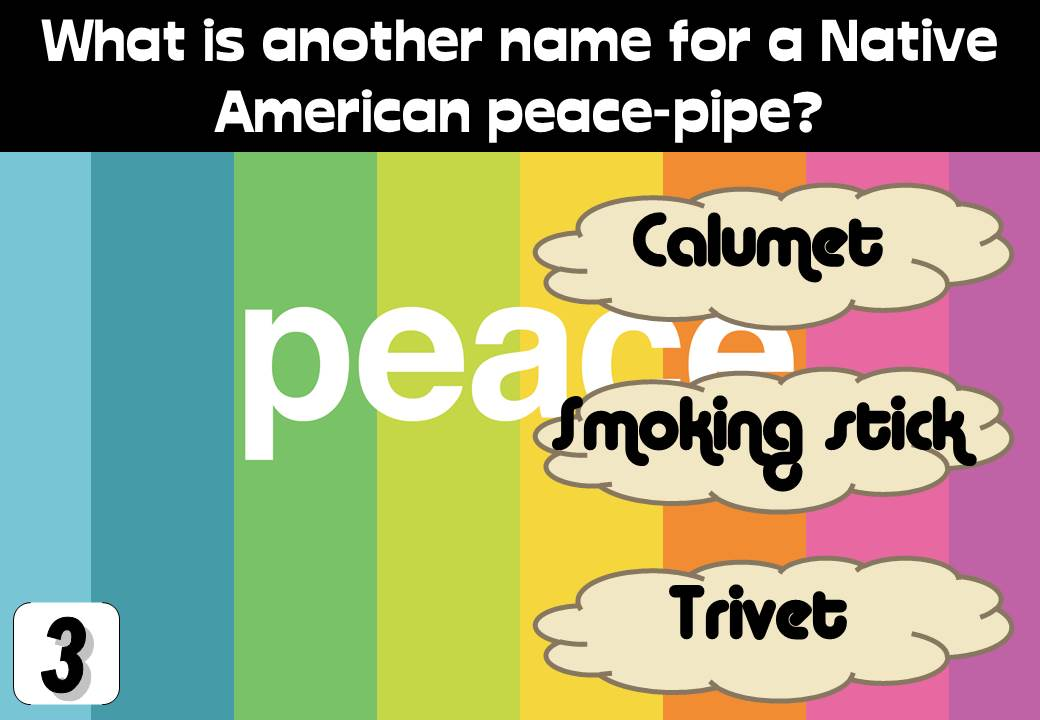 What is another name for a Native
American peace-pipe?
Calumet
peace
Smoking stick
Trivet
3